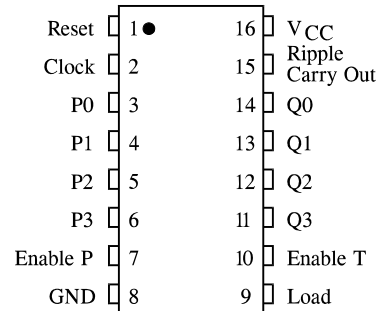 Reset 1 16 VCC
Clock 2 15 Ripple Carry Out
P0 3 14 Q0
P1 4 13 Q1
P2 5 12 Q2
P3 6 11 Q3
Enable P 7 10 Enable T
GND 8 9 Load